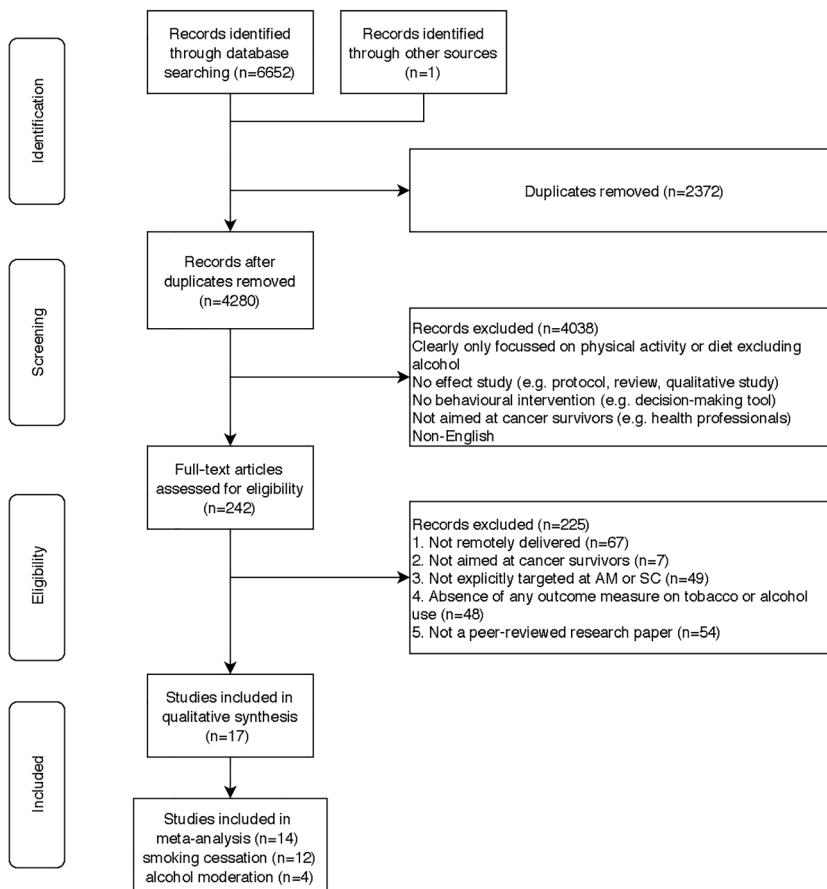 Identification
Records identified
through database
searching (n=6652)
Records identified
through other sources
(n=1)
Duplicates removed (n=2372)
Screening
Records after
duplicates removed
(n=4280)
Records excluded (n=4038)
Clearly only focussed on physical activity or diet excluding
alcohol
No effect study (e.g. protocol, review, qualitative study)
No behavioural intervention (e.g. decision-making tool)
Not aimed at cancer survivors (e.g. health professionals)
Non-English
Eligibility
Full-text articles
assessed for eligibility
(n=242)
Records excluded (n=225)
1. Not remotely delivered (n=67)
2. Not aimed at cancer survivors (n=7)
3. Not explicitly targeted at AM or SC (n=49)
4. Absence of any outcome measure on tobacco or alcohol
use (n=48)
5. Not a peer-reviewed research paper (n=54)
Included
Studies included in
qualitative synthesis
(n=17)
Studies included in
meta-analysis (n=14)
smoking cessation (n=12)
alcohol moderation (n=4)